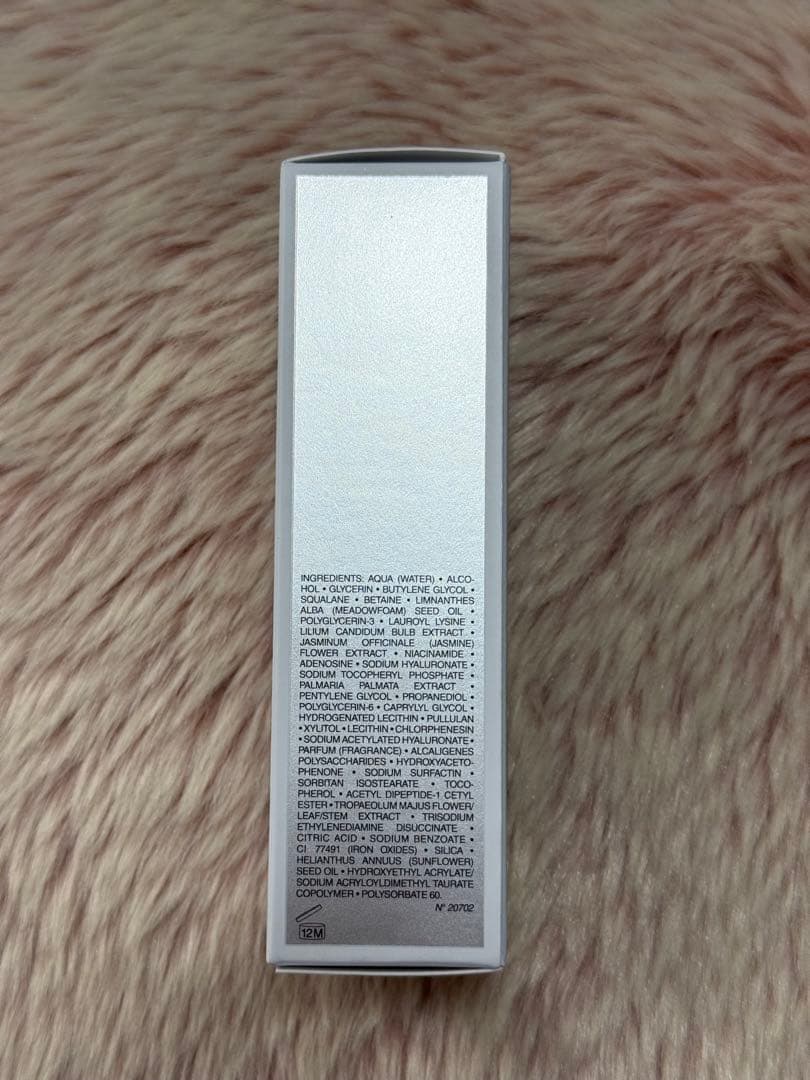 INGREDIENTS: AQUA (WATER) • ALCO-
HOL • GLYCERIN • BUTYLENE GLYCOL •
SQUALANE • BETAINE • LIMNANTHES
ALBA (MEADOWFOAM) SEED OIL •
POLYGLYCERIN-3 • LAUROYL LYSINE •
LILIUM CANDIDUM BULB EXTRACT •
JASMINUM OFFICINALE (JASMINE)
FLOWER EXTRACT • NIACINAMIDE •
ADENOSINE • SODIUM HYALURONATE •
SODIUM TOCOPHERYL PHOSPHATE •
PALMARIA PALMATA EXTRACT •
PENTYLENE GLYCOL • PROPANEDIOL •
POLYGLYCERIN-6 • CAPRYLYL GLYCOL •
HYDROGENATED LECITHIN • PULLULAN
• XYLITOL • LECITHIN • CHLORPHENESIN
• SODIUM ACETYLATED HYALURONATE •
PARFUM (FRAGRANCE) • ALCALIGENES
POLYSACCHARIDES • HYDROXYACETO-
PHENONE • SODIUM SURFACTIN •
SORBITAN ISOSTEARATE • TOCO-
PHEROL • ACETYL DIPEPTIDE-1 CETYL
ESTER • TROPAEOLUM MAJUS FLOWER/
LEAF/STEM EXTRACT • TRISODIUM
ETHYLENEDIAMINE DISUCCINATE •
CITRIC ACID • SODIUM BENZOATE •
CI 77491 (IRON OXIDES) • SILICA •
HELIANTHUS ANNUUS (SUNFLOWER)
SEED OIL • HYDROXYETHYL ACRYLATE/
SODIUM ACRYLOYLDIMETHYL TAURATE
COPOLYMER • POLYSORBATE 60.
N° 20702
12M